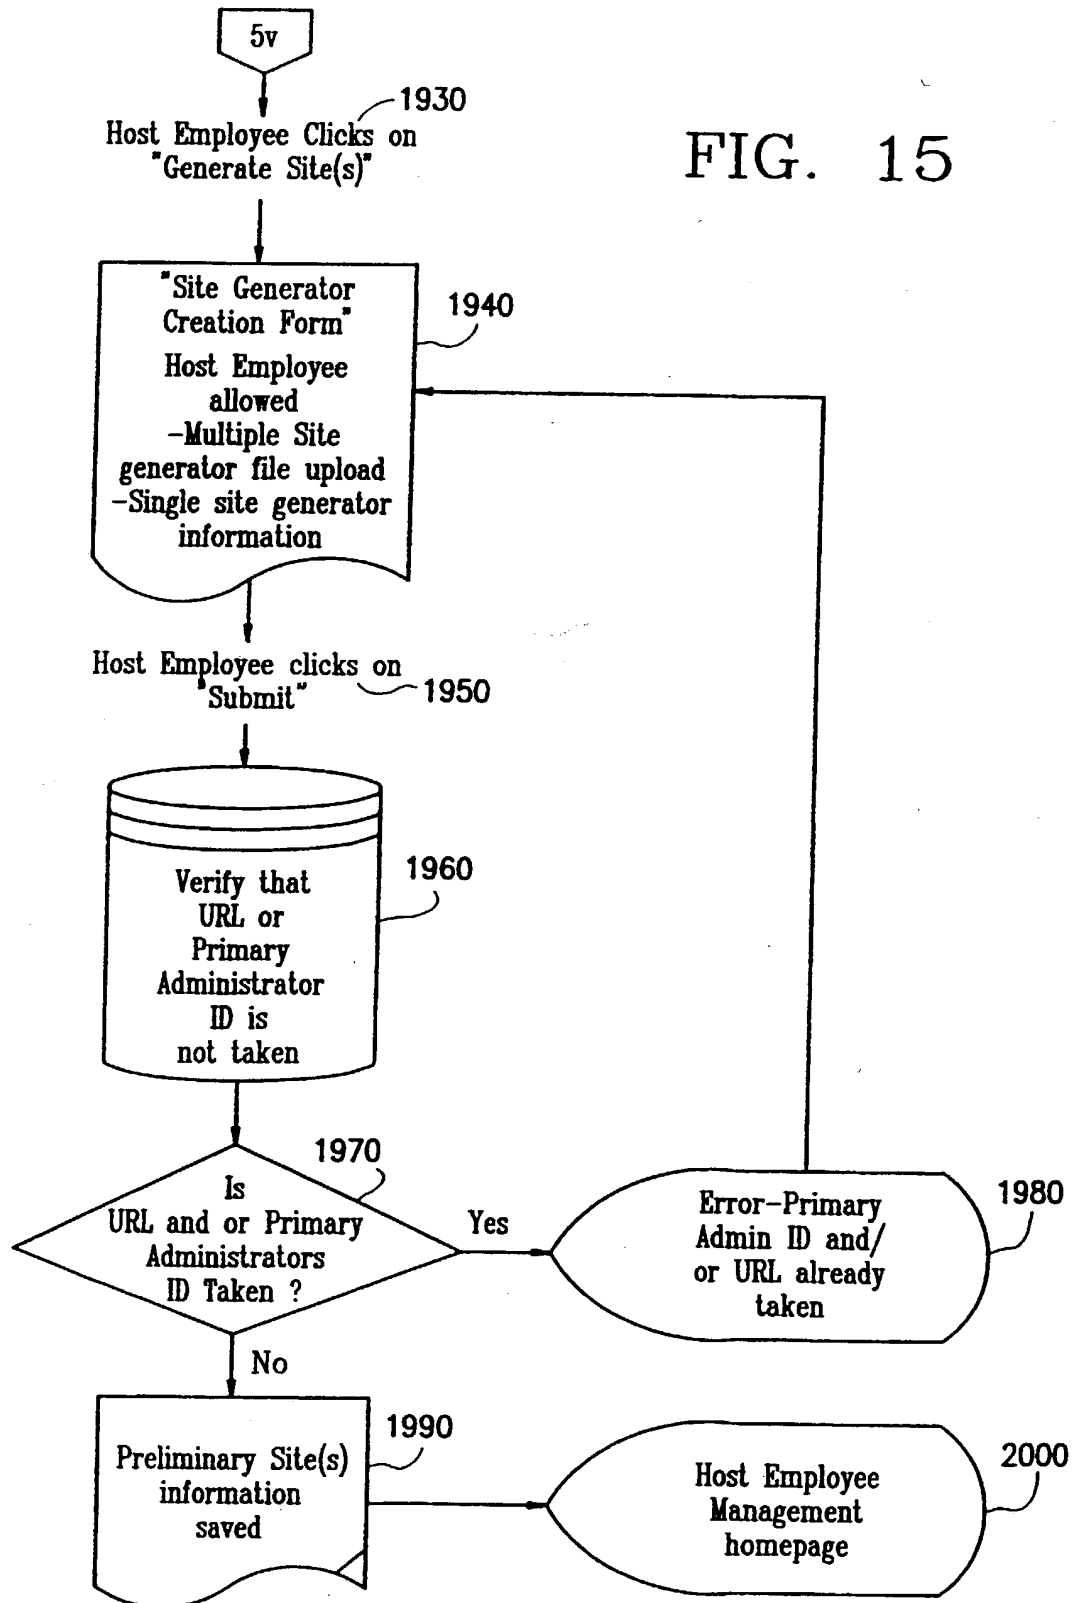 5v
1930
Host Employee Clicks on
"Generate Site(s)"
FIG. 15
"Site Generator
Creation Form"
Host Employee
allowed
-Multiple Site
generator file upload
-Single site generator
information
1940
Host Employee clicks on
"Submit"
1950
Verify that
URL or
Primary
Administrator
ID is
not taken
1960
1970
Is
URL and or Primary
Administrators
ID Taken ?
Yes
Error-Primary
Admin ID and/
or URL already
taken
1980
No
Preliminary Site(s)
information
saved
1990
Host Employee
Management
homepage
2000